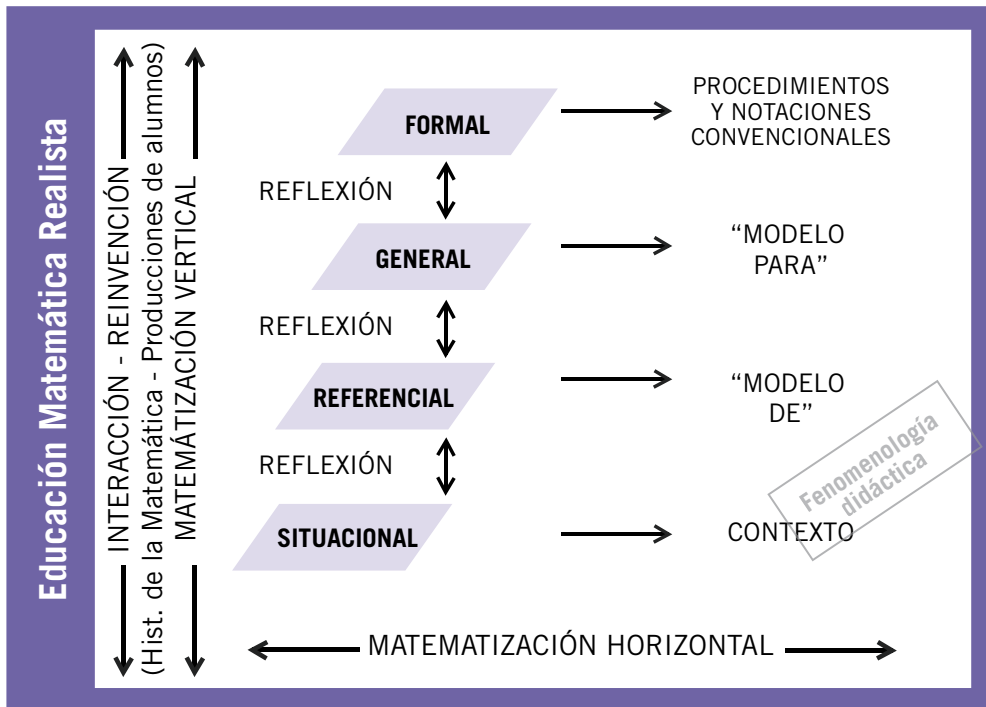 Educación Matemática Realista
INTERACCIÓN - REINVENCIÓN
(Hist. de la Matemática - Producciones de alumnos)
MATEMÁTIZACIÓN VERTICAL
FORMAL
PROCEDIMIENTOS
Y NOTACIONES
CONVENCIONALES
REFLEXIÓN
GENERAL
“MODELO
PARA”
REFLEXIÓN
REFERENCIAL
“MODELO
DE”
REFLEXIÓN
Fenomenología
didáctica
SITUACIONAL
CONTEXTO
MATEMATIZACIÓN HORIZONTAL